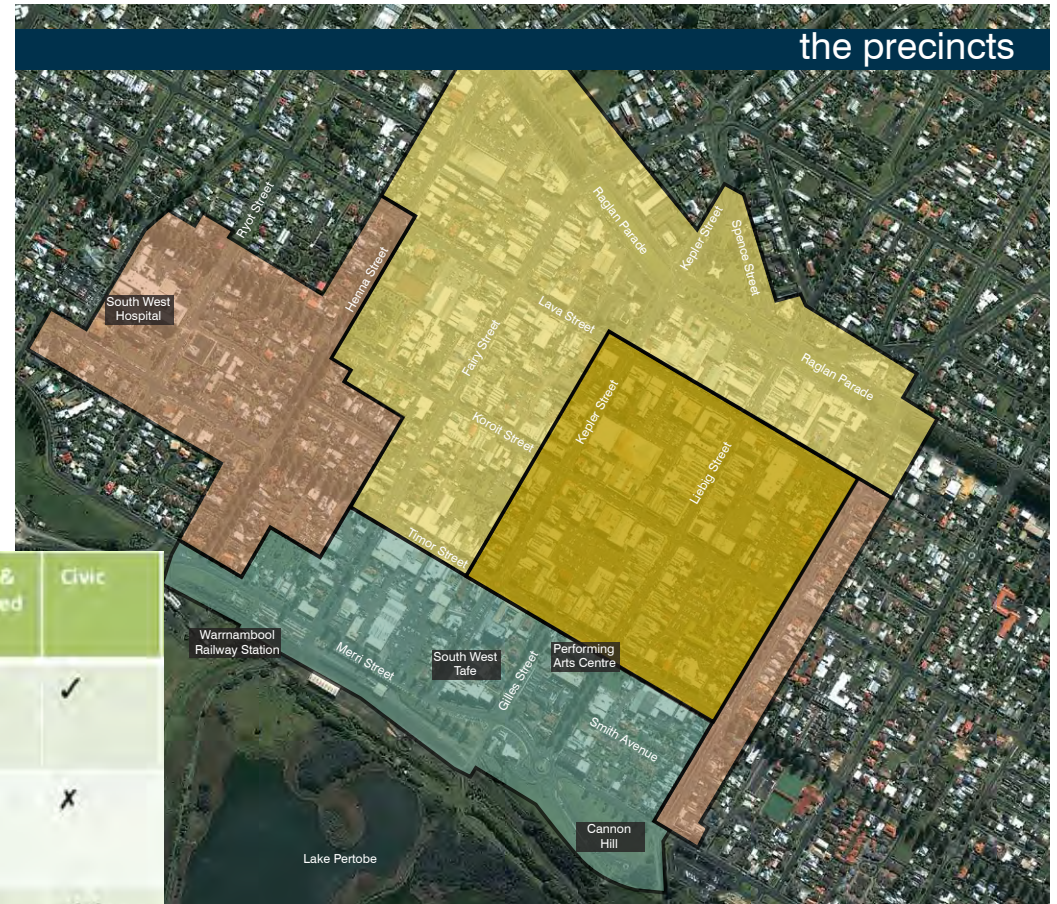 the precincts
Ryot Street
Raglan Parade
Kepler Street
Spence Street
Henna Street
South West
Hospital
Lava Street
Fairy Street
Raglan Parade
Kepler Street
Koroit Street
Liebig Street
Timor Street
&
Civic
ed
✓
✗
Warrnambool
Railway Station
Merri Street
South West
Tafe
Gilles Street
Performing
Arts Centre
Smith Avenue
Cannon
Hill
Lake Pertobe